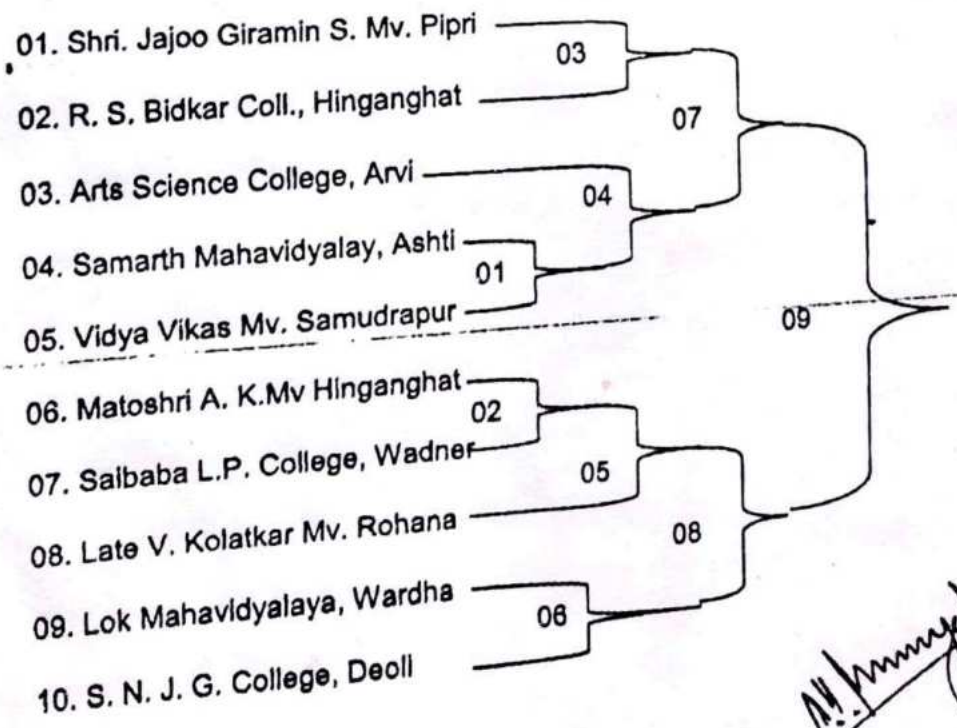 01. Shri. Jajoo Giramin S. Mv. Pipri
03
02. R. S. Bidkar Coll., Hinganghat
07
03. Arts Science College, Arvi
04
04. Samarth Mahavidyalay, Ashti
01
05. Vidya Vikas Mv. Samudrapur
09
06. Matoshri A. K.Mv Hinganghat
02
07. Saibaba L.P. College, Wadner
05
08. Late V. Kolatkar Mv. Rohana
08
09. Lok Mahavidyalaya, Wardha
06
10. S. N. J. G. College, Deoli